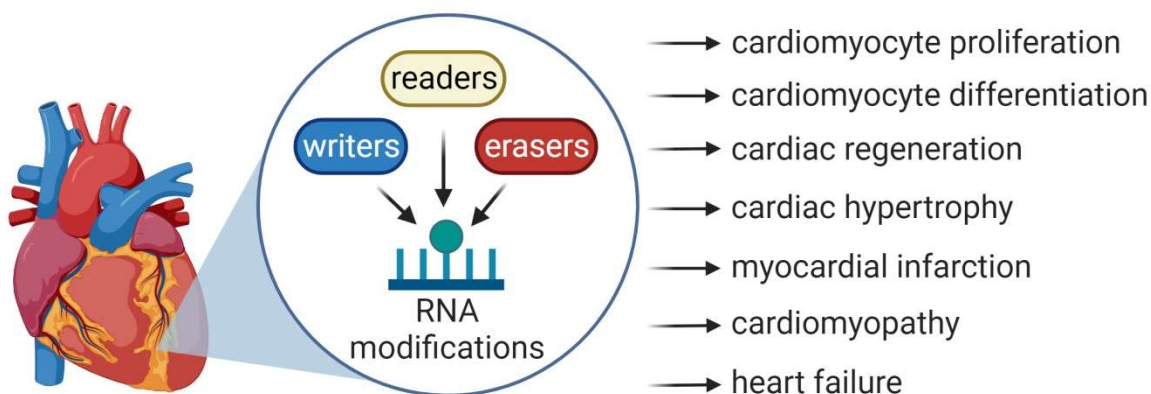 readers
writers
erasers
RNA
modifications
cardiomyocyte proliferation
cardiomyocyte differentiation
cardiac regeneration
cardiac hypertrophy
myocardial infarction
cardiomyopathy
heart failure